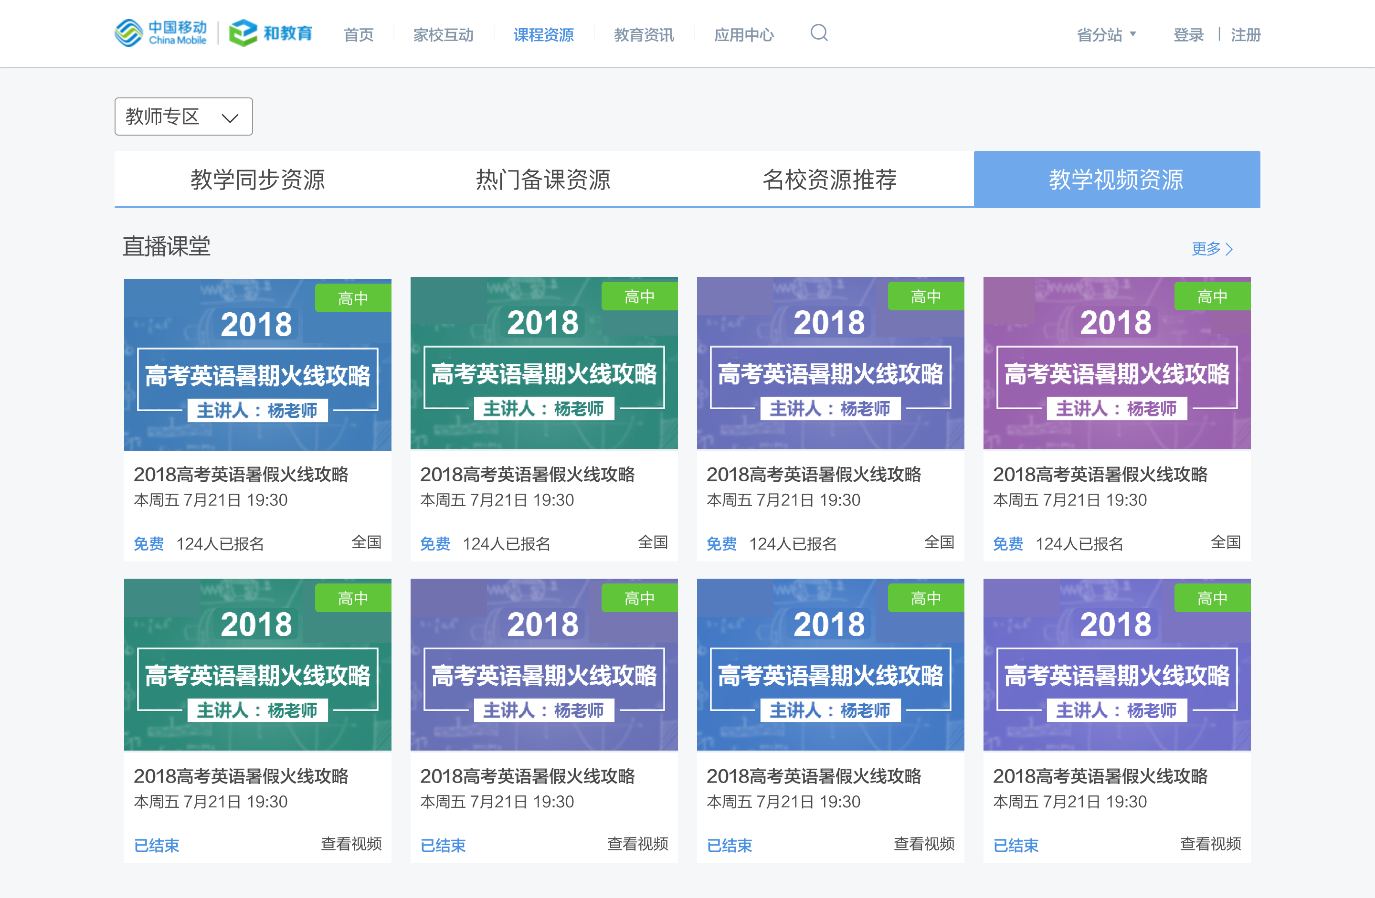 中国移动 China Mobile 和教育 首页 家校互动 课程资源 教育资讯 应用中心 省分站 登录 注册
教师专区
教学同步资源 热门备课资源 名校资源推荐 教学视频资源
直播课堂 更多
高中 高中 高中 高中
2018 2018 2018 2018
高考英语暑期火线攻略 高考英语暑期火线攻略 高考英语暑期火线攻略 高考英语暑期火线攻略
主讲人：杨老师 主讲人：杨老师 主讲人：杨老师 主讲人：杨老师
2018高考英语暑假火线攻略 2018高考英语暑假火线攻略 2018高考英语暑假火线攻略 2018高考英语暑假火线攻略
本周五 7月21日 19:30 本周五 7月21日 19:30 本周五 7月21日 19:30 本周五 7月21日 19:30
免费 124人已报名 全国 免费 124人已报名 全国 免费 124人已报名 全国 免费 124人已报名 全国
高中 高中 高中 高中
2018 2018 2018 2018
高考英语暑期火线攻略 高考英语暑期火线攻略 高考英语暑期火线攻略 高考英语暑期火线攻略
主讲人：杨老师 主讲人：杨老师 主讲人：杨老师 主讲人：杨老师
2018高考英语暑假火线攻略 2018高考英语暑假火线攻略 2018高考英语暑假火线攻略 2018高考英语暑假火线攻略
本周五 7月21日 19:30 本周五 7月21日 19:30 本周五 7月21日 19:30 本周五 7月21日 19:30
已结束 查看视频 已结束 查看视频 已结束 查看视频 已结束 查看视频